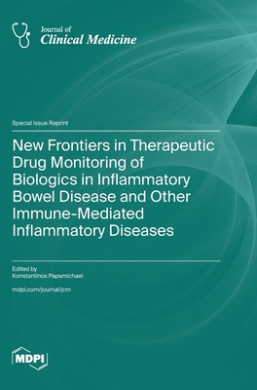 Journal of
Clinical Medicine
Special Issue Reprint
New Frontiers in Therapeutic
Drug Monitoring of
Biologics in Inflammatory
Bowel Disease and Other
Immune-Mediated
Inflammatory Diseases
Edited by
Konstantinos Papamichael
mdpi.com/journal/jcm
MDPI